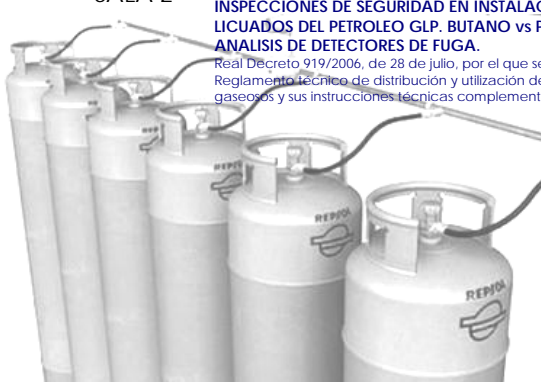 SALA 2
INSPECCIONES DE SEGURIDAD EN INSTALAC
LICUADOS DEL PETROLEO GLP. BUTANO vs P
ANALISIS DE DETECTORES DE FUGA.
Real Decreto 919/2006, de 28 de julio, por el que se
Reglamento técnico de distribución y utilización de
gaseosos y sus instrucciones técnicas complement
REPSOL
REPSOL
REPSOL